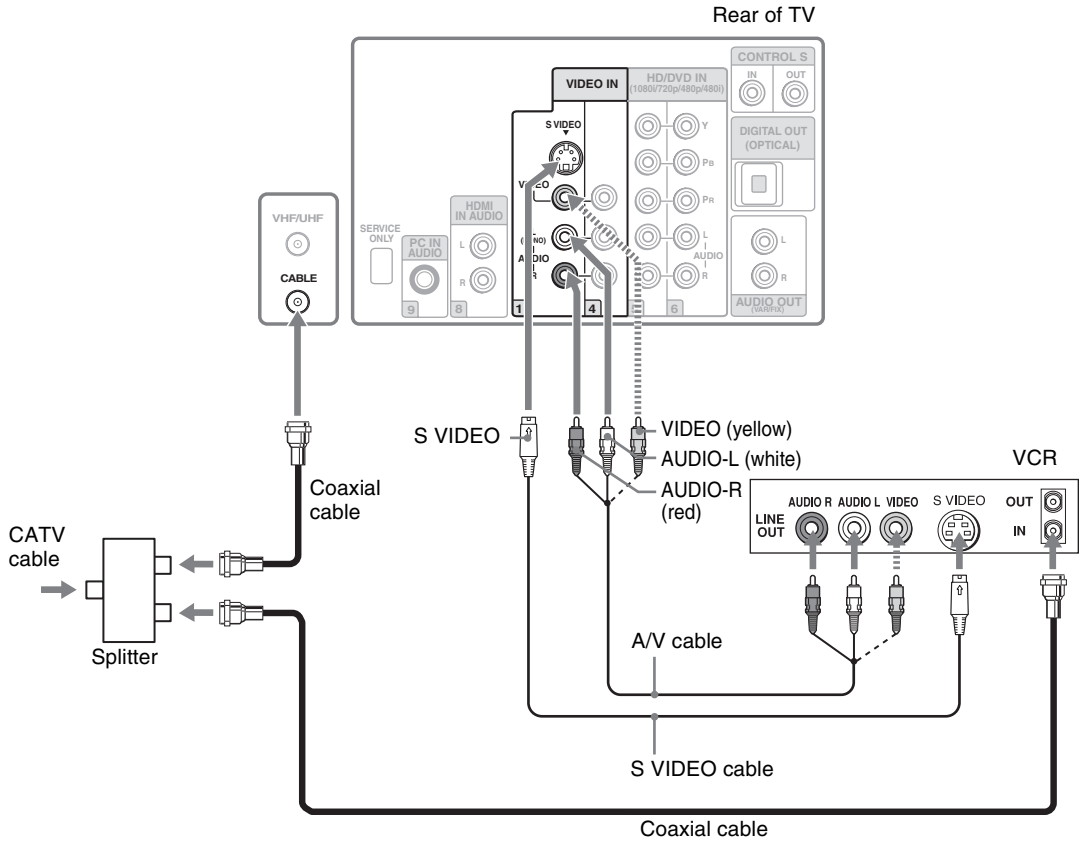 Rear of TV
CONTROL S
IN
OUT
VIDEO IN
HD/DVD IN
(1080i/720p/480p/480i)
S VIDEO
Y
DIGITAL OUT
(OPTICAL)
PB
VIDEO
PR
VHF/UHF
HDMI
IN AUDIO
SERVICE
ONLY
PC IN
AUDIO
L
(MONO)
L
AUDIO
L
CABLE
R
AUDIO
R
R
R
AUDIO OUT
(VAR/FIX)
9
8
1
4
6
S VIDEO
VIDEO (yellow)
AUDIO-L (white)
AUDIO-R
(red)
VCR
Coaxial
cable
AUDIO R
AUDIO L
VIDEO
S VIDEO
OUT
LINE
OUT
IN
CATV
cable
Splitter
A/V cable
S VIDEO cable
Coaxial cable